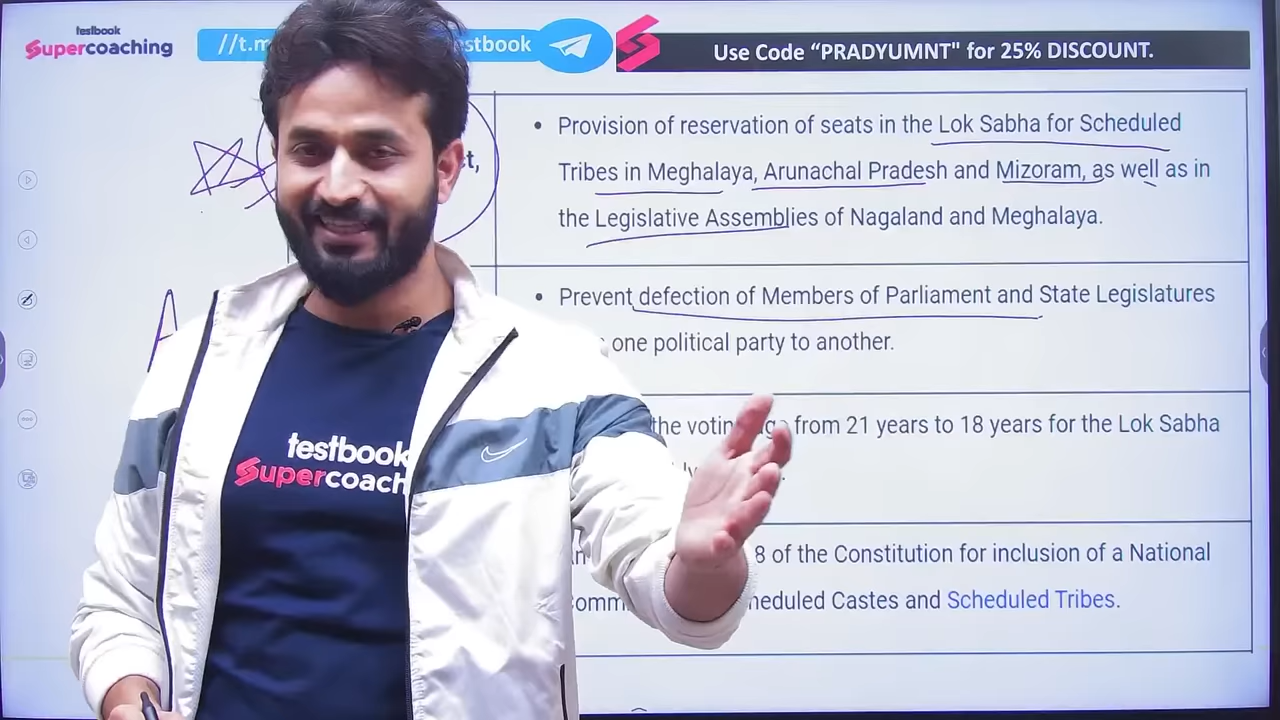 testbook
Supercoaching
//t.m
estbook
Use Code “PRADYUMNT" for 25% DISCOUNT.
• Provision of reservation of seats in the Lok Sabha for Scheduled
Tribes in Meghalaya, Arunachal Pradesh and Mizoram, as well as in
the Legislative Assemblies of Nagaland and Meghalaya.
• Prevent defection of Members of Parliament and State Legislatures
one political party to another.
the voting age from 21 years to 18 years for the Lok Sabha
8 of the Constitution for inclusion of a National
Scheduled Castes and Scheduled Tribes.
A
testbook
Supercoach